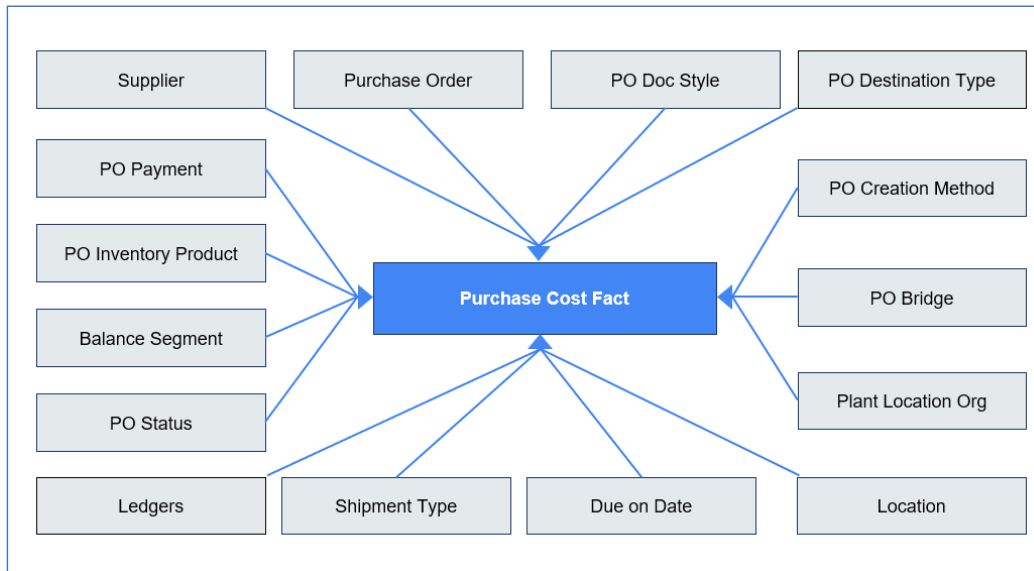 Supplier
Purchase Order
PO Doc Style
PO Destination Type
PO Payment
PO Creation Method
PO Inventory Product
Purchase Cost Fact
PO Bridge
Balance Segment
PO Status
Plant Location Org
Ledgers
Shipment Type
Due on Date
Location